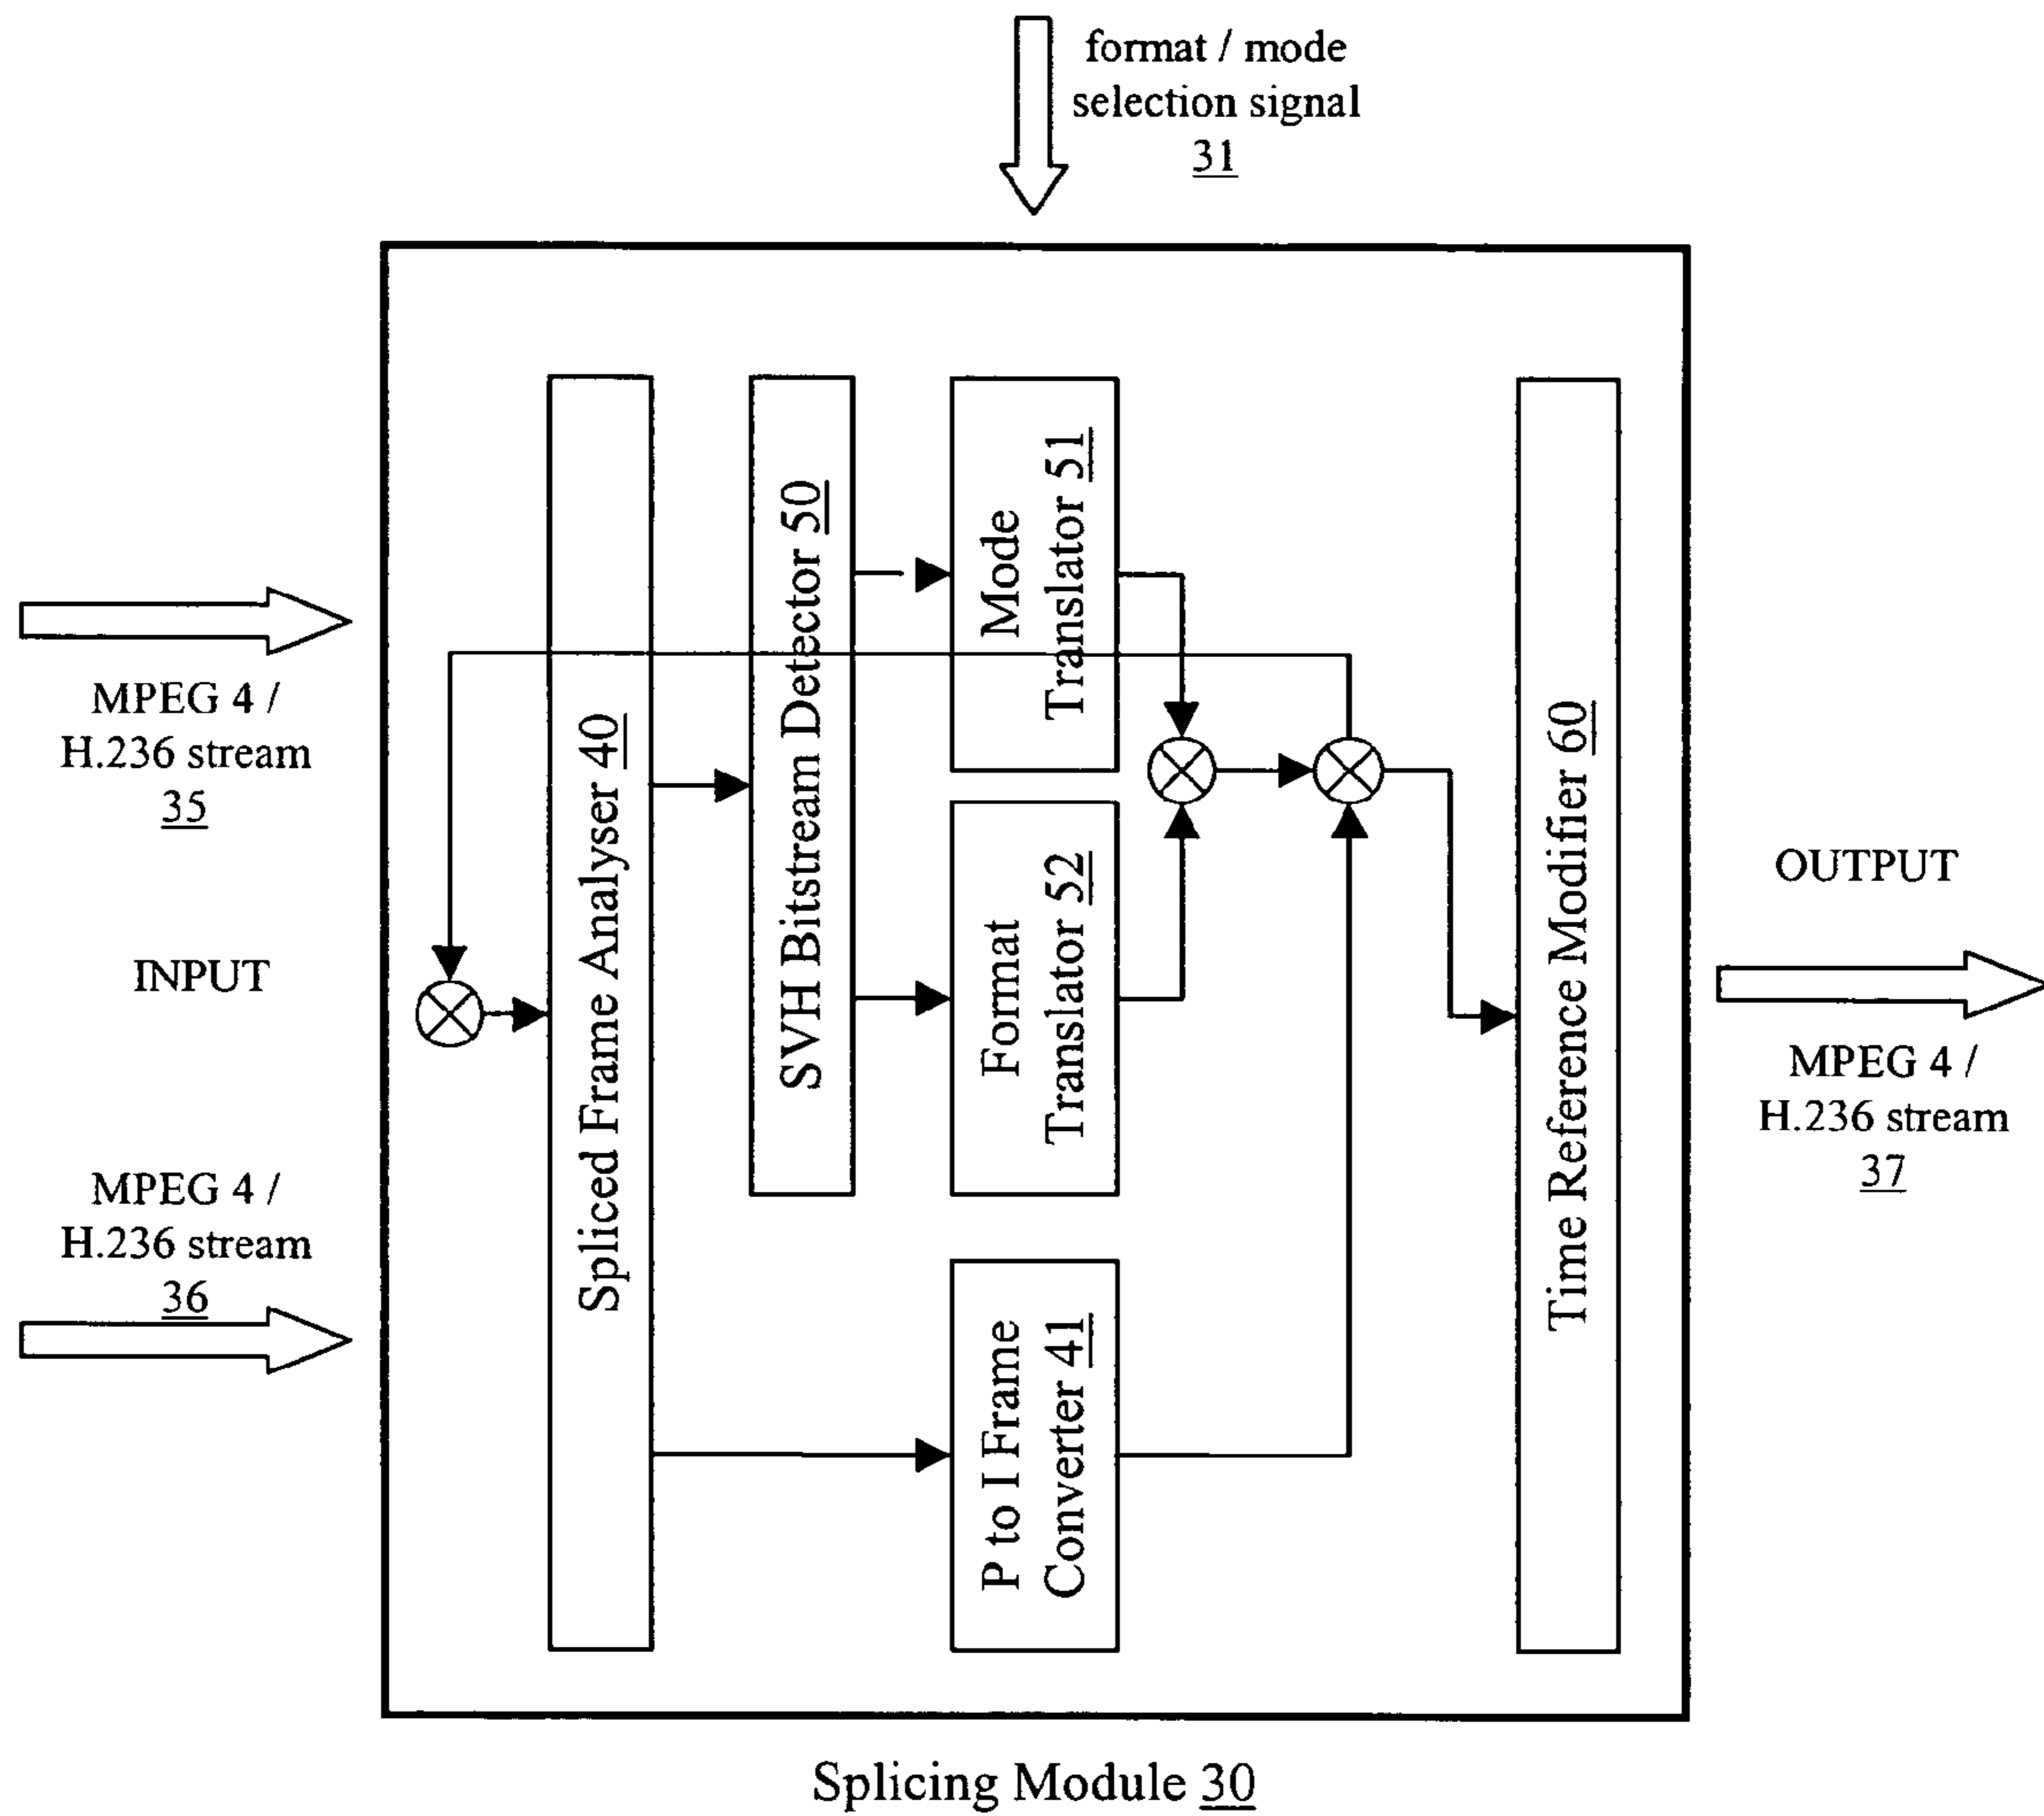 format / mode
selection signal
31
MPEG 4 /
H.236 stream
35
INPUT
MPEG 4 /
H.236 stream
36
Spliced Frame Analyser 40
SVH Bitstream Detector 50
Mode
Translator 51
Format
Translator 52
P to I Frame
Converter 41
Time Reference Modifier 60
OUTPUT
MPEG 4 /
H.236 stream
37
Splicing Module 30